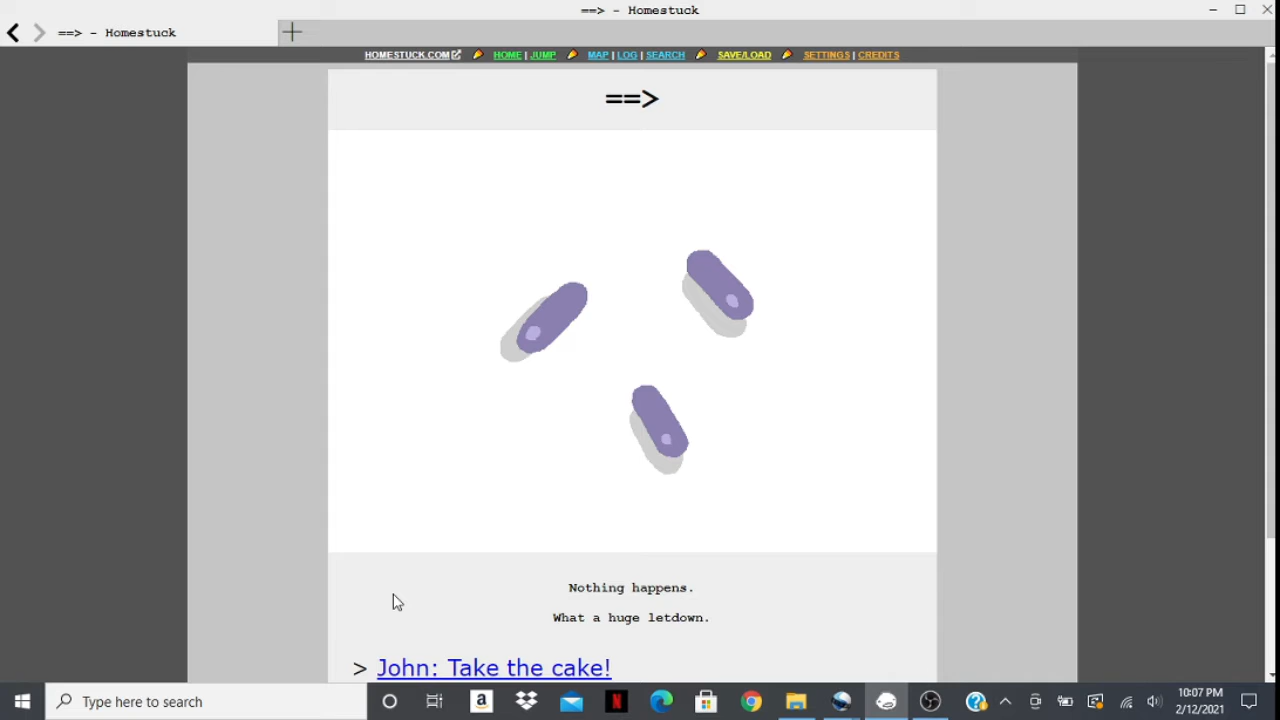 ==> - Homestuck
==> - Homestuck
HOMESTUCK.COM HOME | JUMP MAP | LOG | SEARCH SAVE/LOAD SETTINGS | CREDITS
==>
Nothing happens.
What a huge letdown.
> John: Take the cake!
Type here to search
10:07 PM
2/12/2021